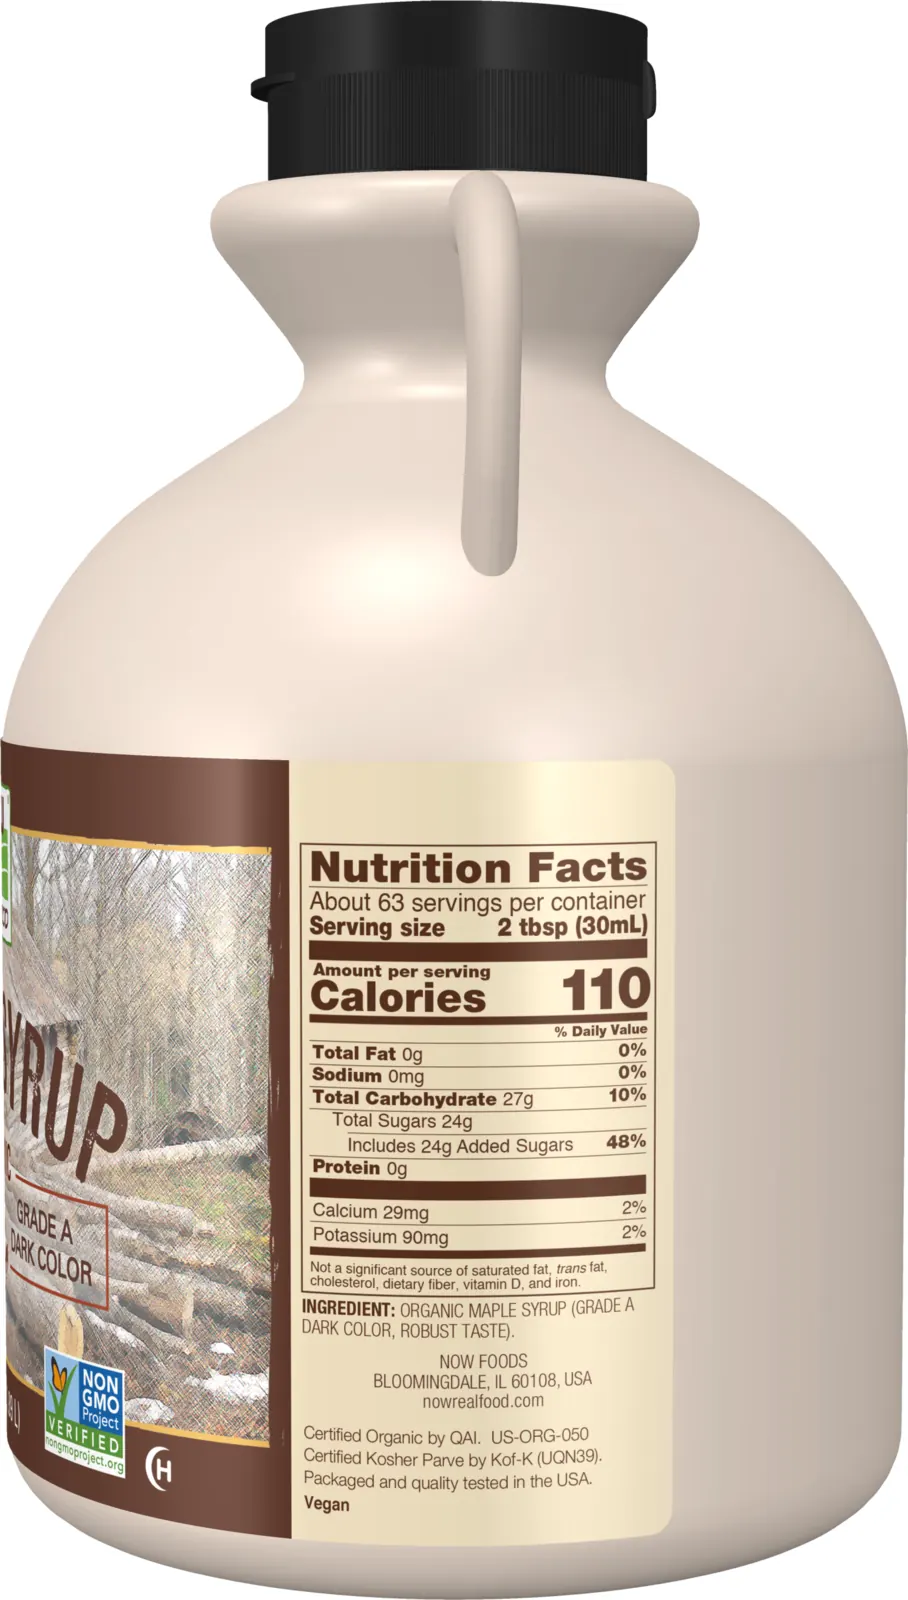 SYRUP
GRADE A
DARK COLOR
NON
GMO
Project
VERIFIED
nongmoproject.org
H
Nutrition Facts
About 63 servings per container
Serving size 2 tbsp (30mL)
Amount per serving
Calories 110
% Daily Value
Total Fat 0g 0%
Sodium 0mg 0%
Total Carbohydrate 27g 10%
Total Sugars 24g
Includes 24g Added Sugars 48%
Protein 0g
Calcium 29mg 2%
Potassium 90mg 2%
Not a significant source of saturated fat, trans fat,
cholesterol, dietary fiber, vitamin D, and iron.
INGREDIENT: ORGANIC MAPLE SYRUP (GRADE A
DARK COLOR, ROBUST TASTE).
NOW FOODS
BLOOMINGDALE, IL 60108, USA
nowrealfood.com
Certified Organic by QAI. US-ORG-050
Certified Kosher Parve by Kof-K (UQN39).
Packaged and quality tested in the USA.
Vegan